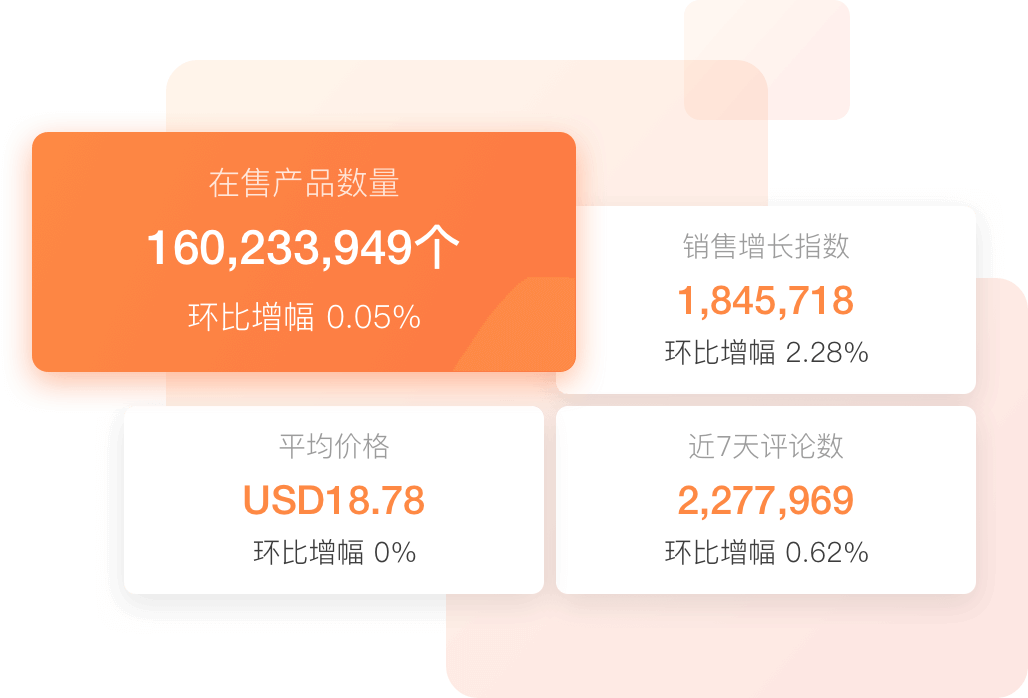 在售产品数量
160,233,949个
环比增幅 0.05%
销售增长指数
1,845,718
环比增幅 2.28%
平均价格
USD18.78
环比增幅 0%
近7天评论数
2,277,969
环比增幅 0.62%